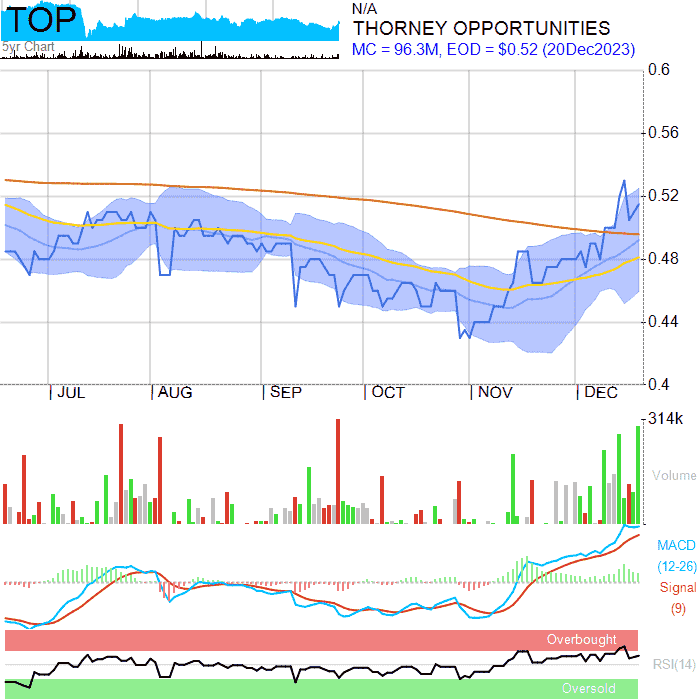 TOP
5yr Chart
N/A
THORNEY OPPORTUNITIES
MC = 96.3M, EOD = $0.52 (20Dec2023)
0.6
0.56
0.52
0.48
0.44
0.4
JUL
AUG
SEP
OCT
NOV
DEC
314k
Volume
MACD
(12-26)
Signal
(9)
Overbought
RSI(14)
Oversold